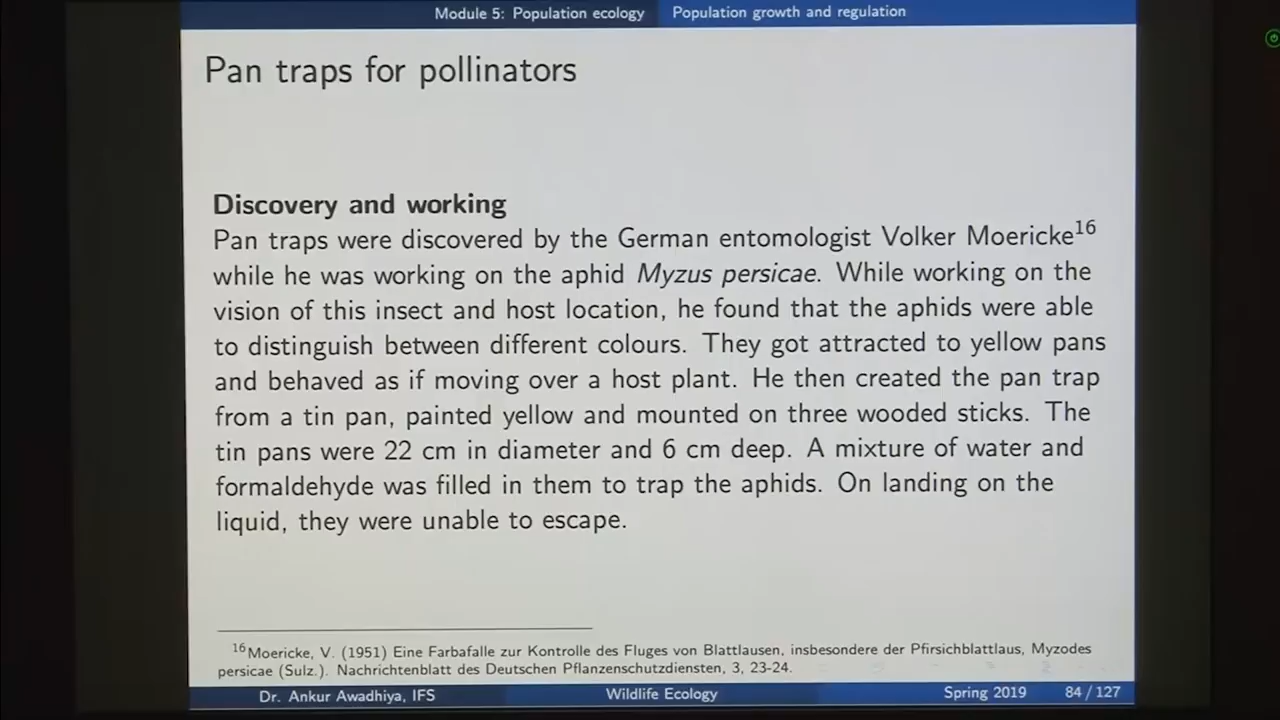 Module 5: Population ecology Population growth and regulation
Pan traps for pollinators
Discovery and working
Pan traps were discovered by the German entomologist Volker Moericke16
while he was working on the aphid Myzus persicae. While working on the
vision of this insect and host location, he found that the aphids were able
to distinguish between different colours. They got attracted to yellow pans
and behaved as if moving over a host plant. He then created the pan trap
from a tin pan, painted yellow and mounted on three wooded sticks. The
tin pans were 22 cm in diameter and 6 cm deep. A mixture of water and
formaldehyde was filled in them to trap the aphids. On landing on the
liquid, they were unable to escape.
16Moericke, V. (1951) Eine Farbafalle zur Kontrolle des Fluges von Blattlausen, insbesondere der Pfirsichblattlaus, Myzodes
persicae (Sulz.). Nachrichtenblatt des Deutschen Pflanzenschutzdiensten, 3, 23-24.
Dr. Ankur Awadhiya, IFS Wildlife Ecology Spring 2019 84 / 127